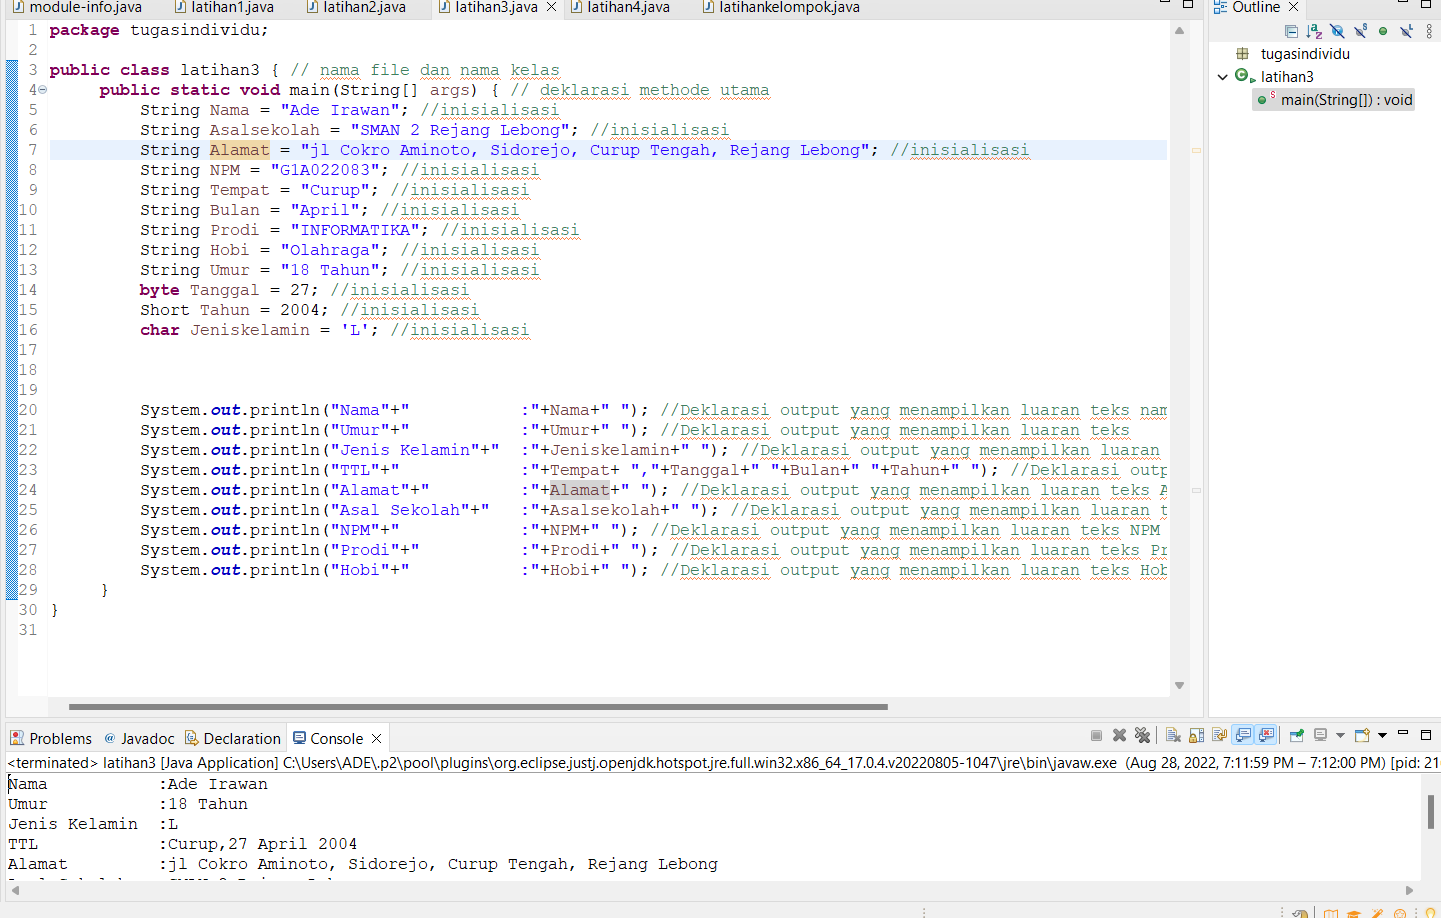 module-info.java latihan1.java latihan2.java latihan3.java latihan4.java latihankelompok.java
1 package tugasindividu;
2
3 public class latihan3 { // nama file dan nama kelas
4 public static void main(String[] args) { // deklarasi methode utama
5 String Nama = "Ade Irawan"; //inisialisasi
6 String Asalsekolah = "SMAN 2 Rejang Lebong"; //inisialisasi
7 String Alamat = "jl Cokro Aminoto, Sidorejo, Curup Tengah, Rejang Lebong"; //inisialisasi
8 String NPM = "G1A022083"; //inisialisasi
9 String Tempat = "Curup"; //inisialisasi
10 String Bulan = "April"; //inisialisasi
11 String Prodi = "INFORMATIKA"; //inisialisasi
12 String Hobi = "Olahraga"; //inisialisasi
13 String Umur = "18 Tahun"; //inisialisasi
14 byte Tanggal = 27; //inisialisasi
15 Short Tahun = 2004; //inisialisasi
16 char Jeniskelamin = 'L'; //inisialisasi
17
18
19
20 System.out.println("Nama"+"           :"+Nama+" "); //Deklarasi output yang menampilkan luaran teks nam
21 System.out.println("Umur"+"           :"+Umur+" "); //Deklarasi output yang menampilkan luaran teks
22 System.out.println("Jenis Kelamin"+"  :"+Jeniskelamin+" "); //Deklarasi output yang menampilkan luaran
23 System.out.println("TTL"+"            :"+Tempat+ ","+Tanggal+" "+Bulan+" "+Tahun+" "); //Deklarasi outp
24 System.out.println("Alamat"+"         :"+Alamat+" "); //Deklarasi output yang menampilkan luaran teks A
25 System.out.println("Asal Sekolah"+"   :"+Asalsekolah+" "); //Deklarasi output yang menampilkan luaran t
26 System.out.println("NPM"+"            :"+NPM+" "); //Deklarasi output yang menampilkan luaran teks NPM
27 System.out.println("Prodi"+"          :"+Prodi+" "); //Deklarasi output yang menampilkan luaran teks Pr
28 System.out.println("Hobi"+"           :"+Hobi+" "); //Deklarasi output yang menampilkan luaran teks Hob
29 }
30 }
31
Outline
tugasindividu
latihan3
main(String[]) : void
Problems Javadoc Declaration Console
<terminated> latihan3 [Java Application] C:\Users\ADE\.p2\pool\plugins\org.eclipse.justj.openjdk.hotspot.jre.full.win32.x86_64_17.0.4.v20220805-1047\jre\bin\javaw.exe (Aug 28, 2022, 7:11:59 PM – 7:12:00 PM) [pid: 21
Nama :Ade Irawan
Umur :18 Tahun
Jenis Kelamin :L
TTL :Curup,27 April 2004
Alamat :jl Cokro Aminoto, Sidorejo, Curup Tengah, Rejang Lebong